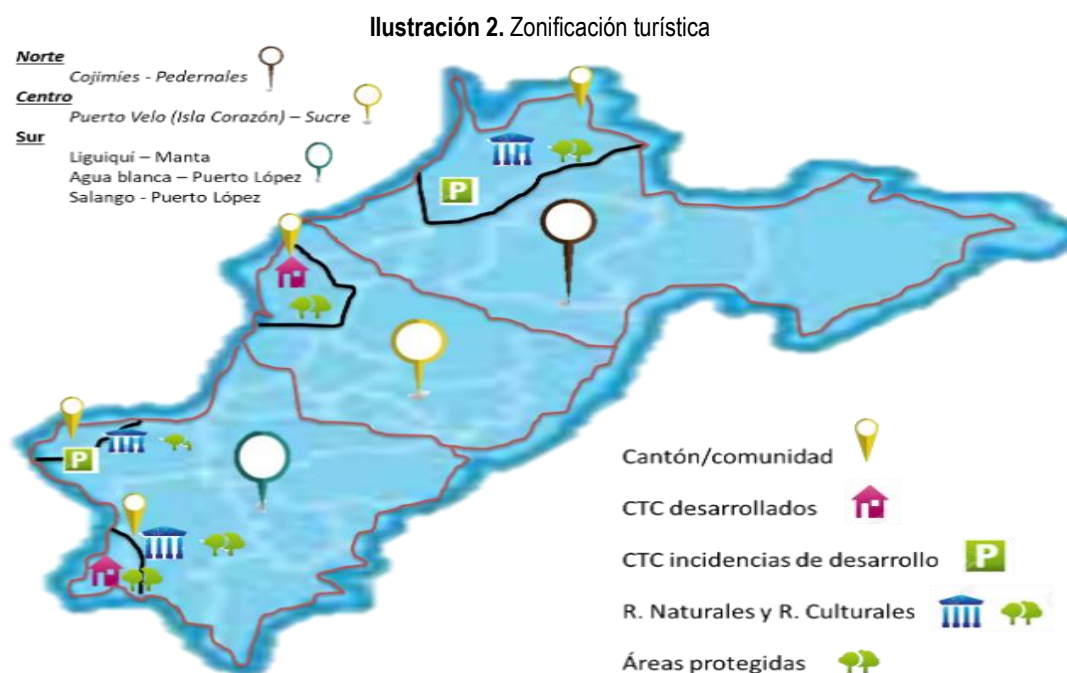 Ilustración 2. Zonificación turística
Norte
Cojimíes - Pedernales
Centro
Puerto Velo (Isla Corazón) – Sucre
Sur
Liguiquí – Manta
Agua blanca – Puerto López
Salango - Puerto López
P
P
Cantón/comunidad
CTC desarrollados
CTC incidencias de desarrollo P
R. Naturales y R. Culturales
Áreas protegidas